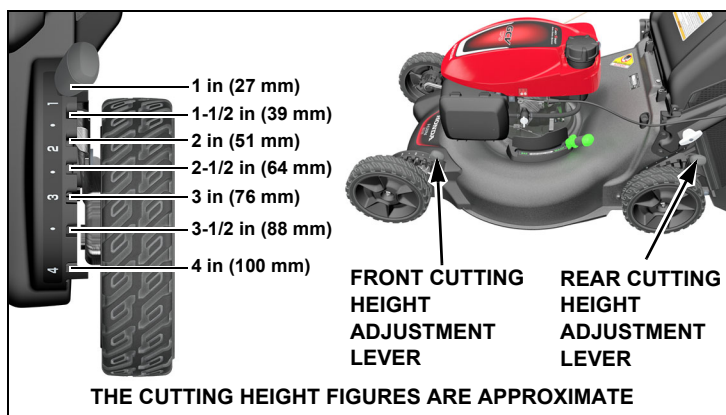 1
2
3
4
1 in (27 mm)
1-1/2 in (39 mm)
2 in (51 mm)
2-1/2 in (64 mm)
3 in (76 mm)
3-1/2 in (88 mm)
4 in (100 mm)
GCV
HONDA
FRONT CUTTING
HEIGHT
ADJUSTMENT
LEVER
REAR CUTTING
HEIGHT
ADJUSTMENT
LEVER
THE CUTTING HEIGHT FIGURES ARE APPROXIMATE